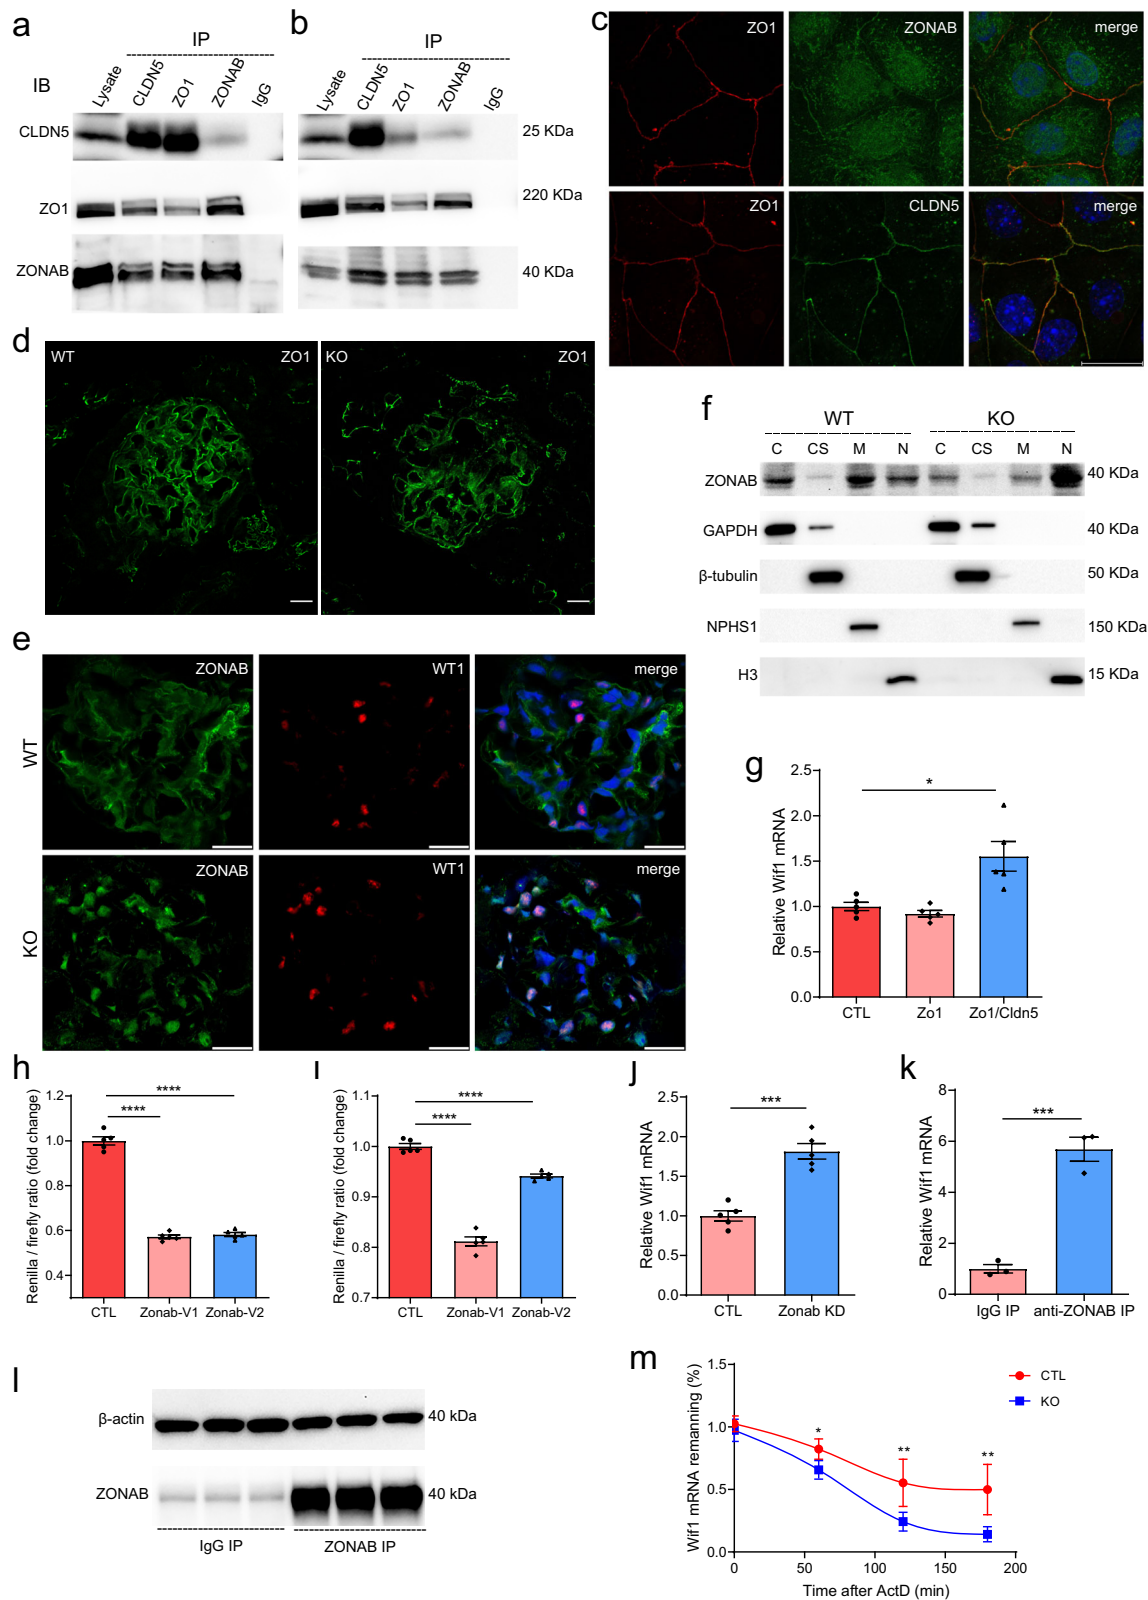 a
IP
IB
Lysate
CLDN5
ZO1
ZONAB
IgG
CLDN5
ZO1
ZONAB
b
IP
Lysate
CLDN5
ZO1
ZONAB
IgG
25 KDa
220 KDa
40 KDa
c
ZO1
ZONAB
merge
ZO1
CLDN5
merge
d
WT
ZO1
KO
ZO1
e
ZONAB
WT1
merge
WT
ZONAB
WT1
merge
KO
f
WT
KO
C CS M N C CS M N
ZONAB
40 KDa
GAPDH
40 KDa
β-tubulin
50 KDa
NPHS1
150 KDa
H3
15 KDa
g
Relative Wif1 mRNA
2.5
2.0
1.5
1.0
0.5
0.0
*
CTL
Zo1
Zo1/Cldn5
h
Renilla / firefly ratio (fold change)
1.2
1.0
0.8
0.6
0.4
****
****
CTL
Zonab-V1
Zonab-V2
i
Renilla / firefly ratio (fold change)
1.1
1.0
0.9
0.8
0.7
****
****
CTL
Zonab-V1
Zonab-V2
j
Relative Wif1 mRNA
2.5
2.0
1.5
1.0
0.5
0.0
***
CTL
Zonab KD
k
Relative Wif1 mRNA
8
6
4
2
0
***
IgG IP
anti-ZONAB IP
l
β-actin
40 kDa
ZONAB
40 kDa
IgG IP
ZONAB IP
m
Wif1 mRNA remanning (%)
1.5
1.0
0.5
0.0
*
**
**
CTL
KO
0
50
100
150
200
Time after ActD (min)